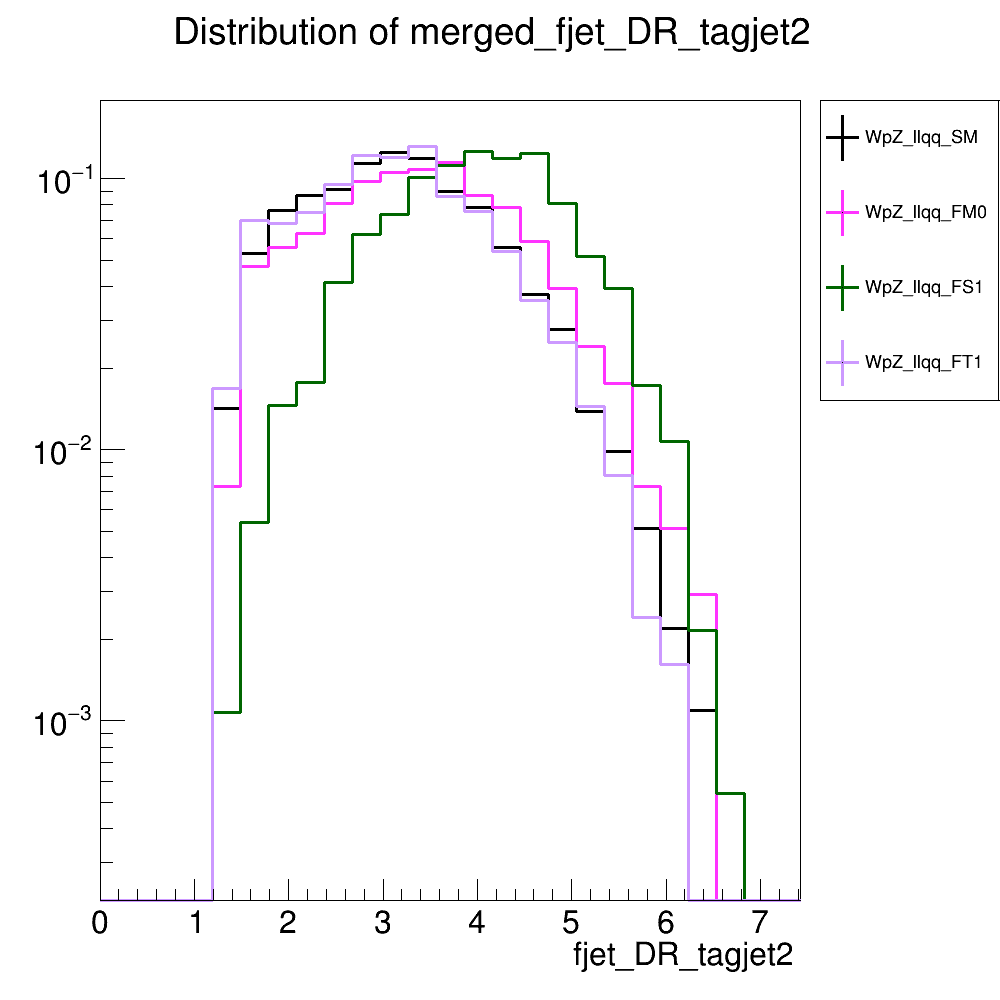 Distribution of merged_fjet_DR_tagjet2
WpZ_llqq_SM
WpZ_llqq_FM0
WpZ_llqq_FS1
WpZ_llqq_FT1
10⁻¹
10⁻²
10⁻³
0 1 2 3 4 5 6 7
fjet_DR_tagjet2